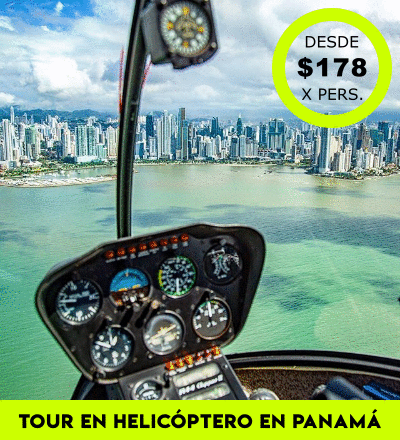 DESDE
$178
X PERS.
TOUR EN HELICÓPTERO EN PANAMÁ